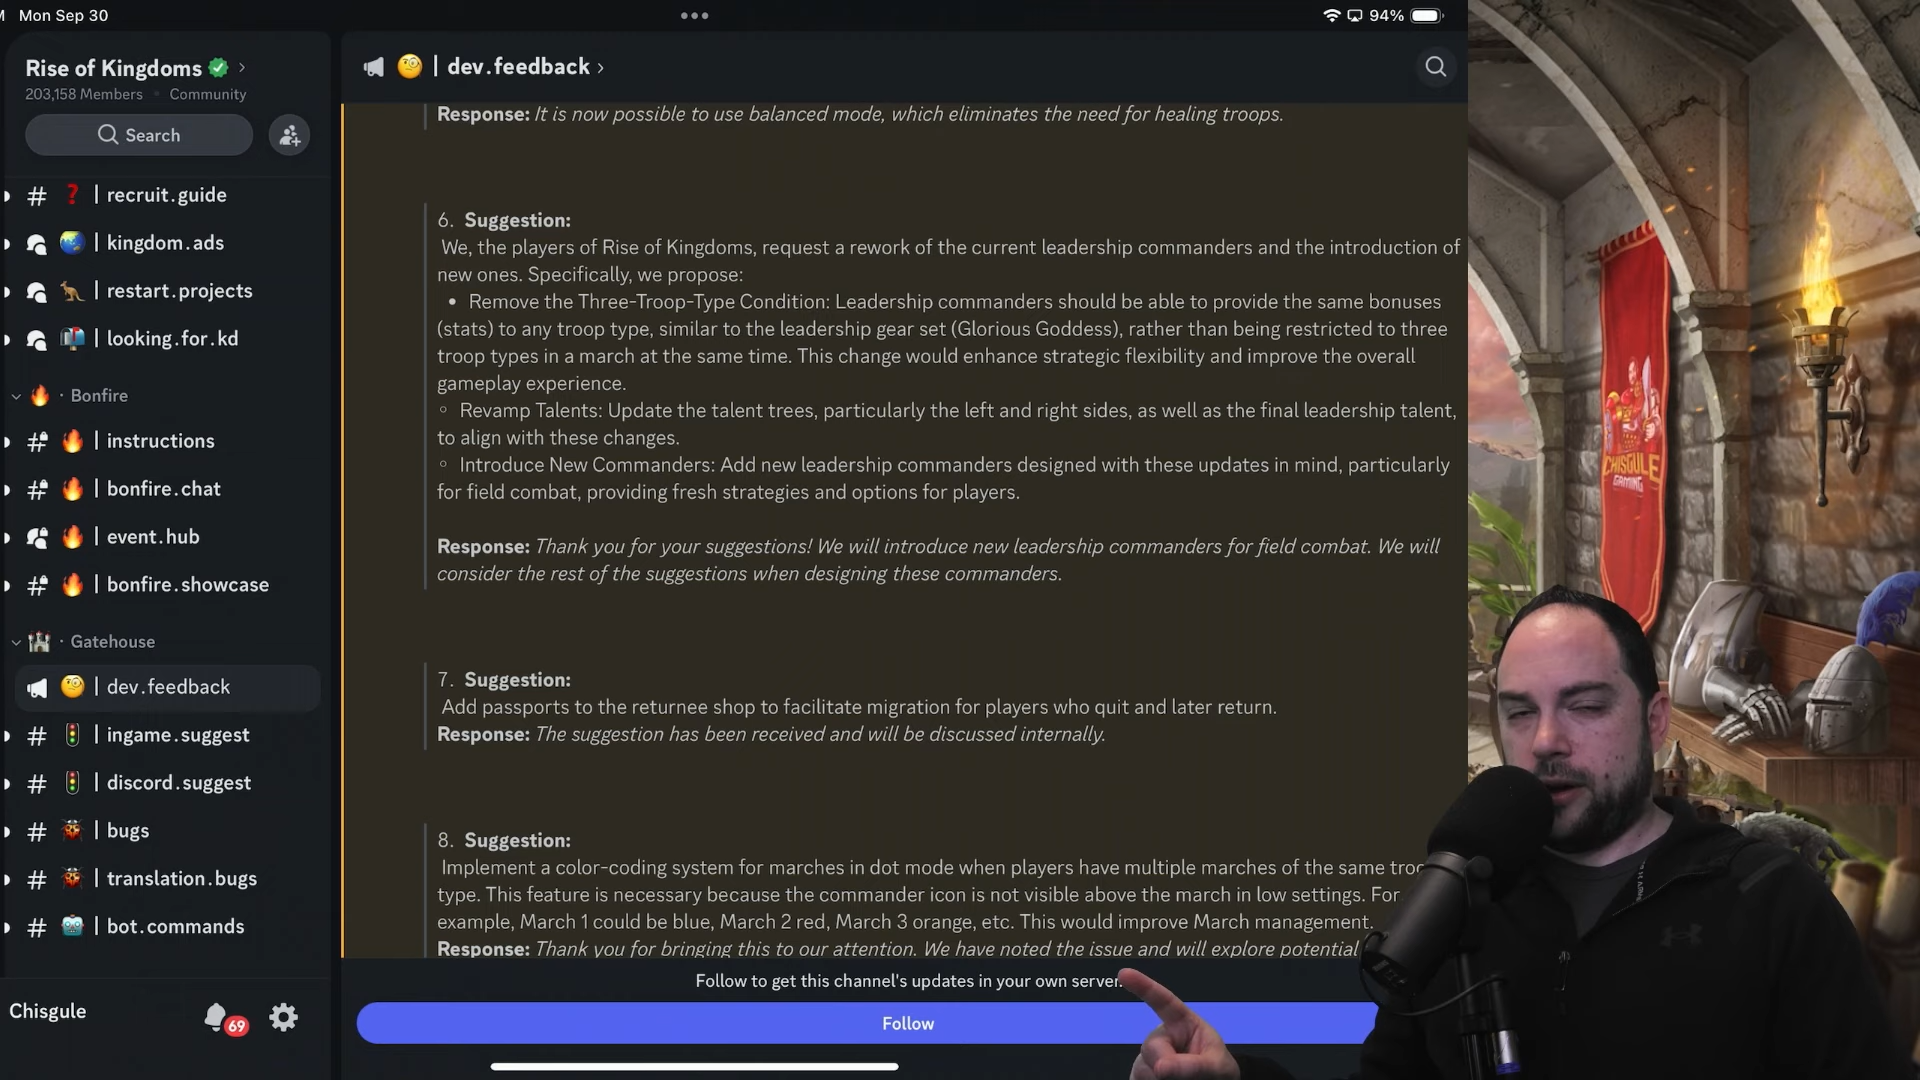 Mon Sep 30
94%
Rise of Kingdoms
203,158 Members • Community
Search
# | recruit.guide
| kingdom.ads
| restart.projects
| looking.for.kd
· Bonfire
# | instructions
# | bonfire.chat
| event.hub
# | bonfire.showcase
· Gatehouse
| dev.feedback
# | ingame.suggest
# | discord.suggest
# | bugs
# | translation.bugs
# | bot.commands
Chisgule
69
| dev.feedback ›
Response: It is now possible to use balanced mode, which eliminates the need for healing troops.
6. Suggestion:
We, the players of Rise of Kingdoms, request a rework of the current leadership commanders and the introduction of
new ones. Specifically, we propose:
• Remove the Three-Troop-Type Condition: Leadership commanders should be able to provide the same bonuses
(stats) to any troop type, similar to the leadership gear set (Glorious Goddess), rather than being restricted to three
troop types in a march at the same time. This change would enhance strategic flexibility and improve the overall
gameplay experience.
◦ Revamp Talents: Update the talent trees, particularly the left and right sides, as well as the final leadership talent,
to align with these changes.
◦ Introduce New Commanders: Add new leadership commanders designed with these updates in mind, particularly
for field combat, providing fresh strategies and options for players.
Response: Thank you for your suggestions! We will introduce new leadership commanders for field combat. We will
consider the rest of the suggestions when designing these commanders.
7. Suggestion:
Add passports to the returnee shop to facilitate migration for players who quit and later return.
Response: The suggestion has been received and will be discussed internally.
8. Suggestion:
Implement a color-coding system for marches in dot mode when players have multiple marches of the same troo
type. This feature is necessary because the commander icon is not visible above the march in low settings. For
example, March 1 could be blue, March 2 red, March 3 orange, etc. This would improve March management.
Response: Thank you for bringing this to our attention. We have noted the issue and will explore potential
Follow to get this channel's updates in your own server.
Follow
CHISGULE
GAMING